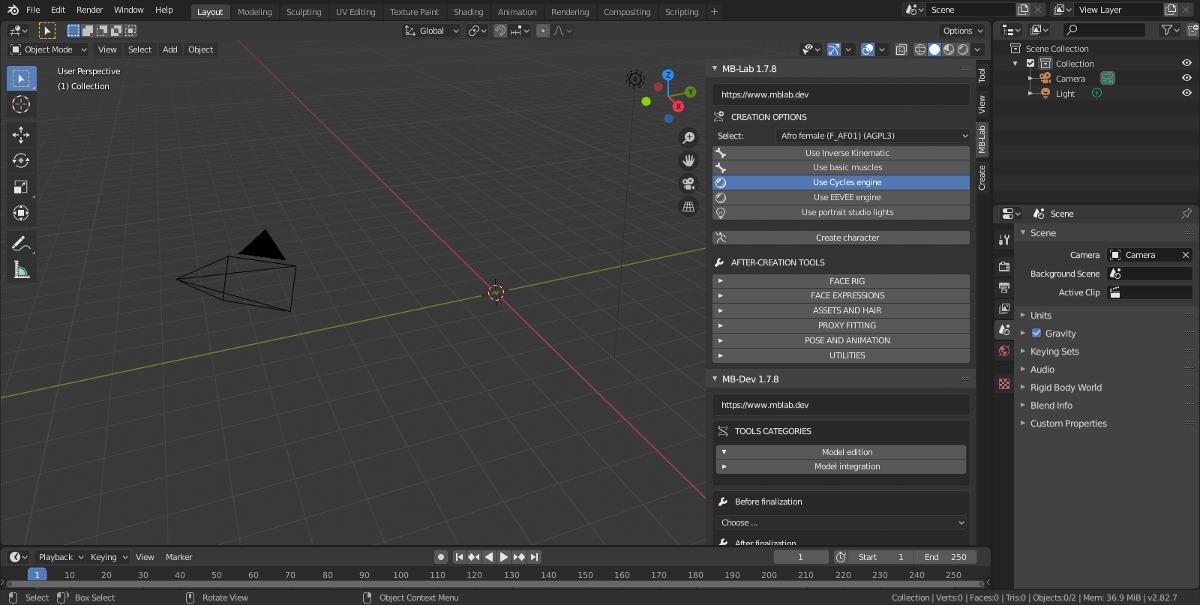 File Edit Render Window Help Layout Modeling Sculpting UV Editing Texture Paint Shading Animation Rendering Compositing Scripting + Scene View Layer
Global Options
Object Mode View Select Add Object
User Perspective
(1) Collection
Z
Y
X
MB-Lab 1.7.8
https://www.mblab.dev
CREATION OPTIONS
Select: Afro female (F_AF01) (AGPL3)
Use Inverse Kinematic
Use basic muscles
Use Cycles engine
Use EEVEE engine
Use portrait studio lights
Create character
AFTER-CREATION TOOLS
FACE RIG
FACE EXPRESSIONS
ASSETS AND HAIR
PROXY FITTING
POSE AND ANIMATION
UTILITIES
MB-Dev 1.7.8
https://www.mblab.dev
TOOLS CATEGORIES
Model edition
Model integration
Before finalization
Choose ...
After finalization
Tool
View
MB-Lab
Create
Scene Collection
Collection
Camera
Light
Scene
Scene
Camera Camera
Background Scene
Active Clip
Units
Gravity
Keying Sets
Audio
Rigid Body World
Blend Info
Custom Properties
Playback Keying View Marker 1 Start 1 End 250
1 10 20 30 40 50 60 70 80 90 100 110 120 130 140 150 160 170 180 190 200 210 220 230 240 250
Select Box Select Rotate View Object Context Menu Collection | Verts:0 | Faces:0 | Tris:0 | Objects:0/2 | Mem: 36.9 MiB | v2.82.7